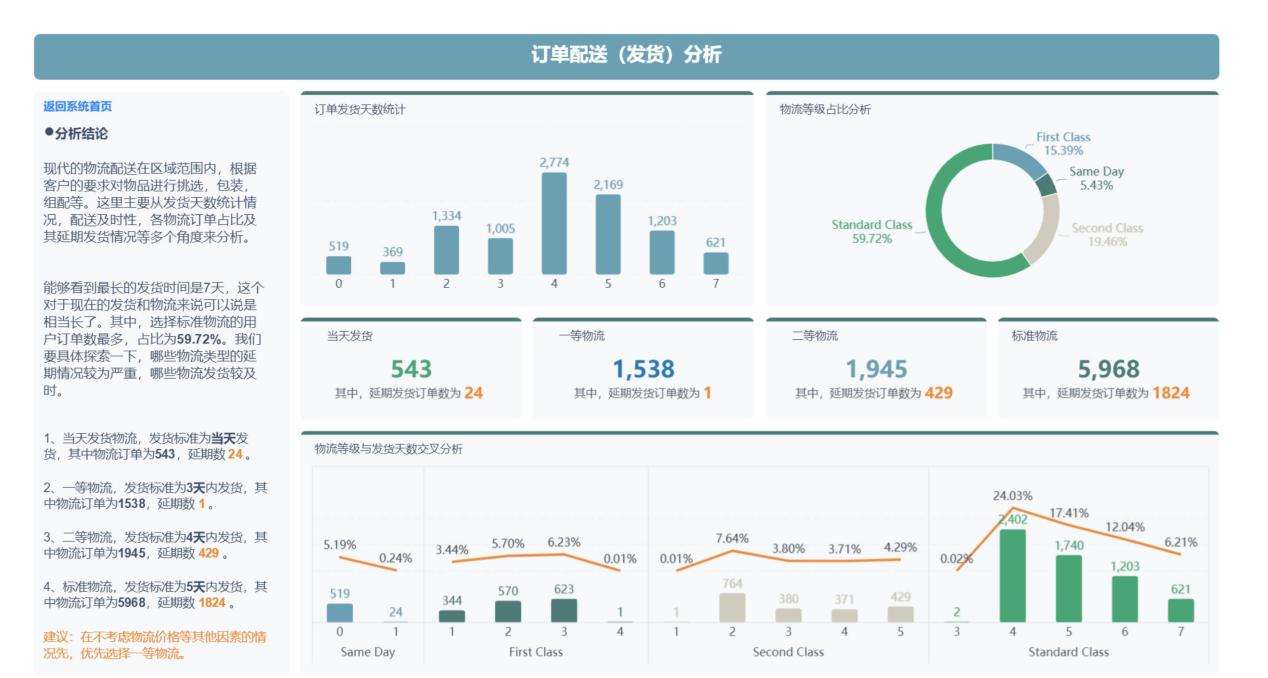 订单配送（发货）分析
返回系统首页
●分析结论
现代的物流配送在区域范围内，根据
客户的要求对物品进行挑选，包装，
组配等。这里主要从发货天数统计情
况，配送及时性，各物流订单占比及
其延期发货情况等多个角度来分析。
能够看到最长的发货时间是7天，这个
对于现在的发货和物流来说可以说是
相当长了。其中，选择标准物流的用
户订单数最多，占比为59.72%。我们
要具体探索一下，哪些物流类型的延
期情况较为严重，哪些物流发货较及
时。
1、当天发货物流，发货标准为当天发
货，其中物流订单为543，延期数 24 。
2、一等物流，发货标准为3天内发货，其
中物流订单为1538，延期数 1 。
3、二等物流，发货标准为4天内发货，其
中物流订单为1945，延期数 429 。
4、标准物流，发货标准为5天内发货，其
中物流订单为5968，延期数 1824 。
建议：在不考虑物流价格等其他因素的情
况先，优先选择一等物流。
订单发货天数统计
519
369
1,334
1,005
2,774
2,169
1,203
621
0 1 2 3 4 5 6 7
物流等级占比分析
First Class
15.39%
Same Day
5.43%
Second Class
19.46%
Standard Class
59.72%
当天发货
543
其中，延期发货订单数为 24
一等物流
1,538
其中，延期发货订单数为 1
二等物流
1,945
其中，延期发货订单数为 429
标准物流
5,968
其中，延期发货订单数为 1824
物流等级与发货天数交叉分析
5.19% 0.24% 3.44% 5.70% 6.23% 0.01% 0.01% 7.64% 3.80% 3.71% 4.29% 0.02% 24.03% 17.41% 12.04% 6.21%
519 24 344 570 623 1 1 764 380 371 429 2 2,402 1,740 1,203 621
0 1 1 2 3 4 1 2 3 4 5 3 4 5 6 7
Same Day First Class Second Class Standard Class